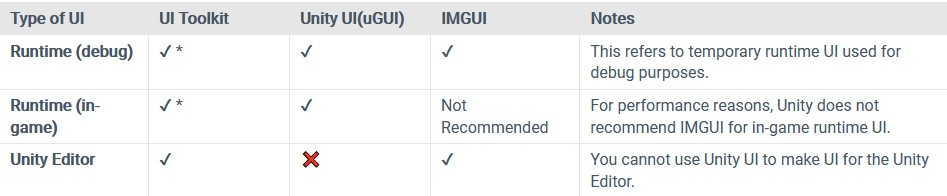 Type of UI UI Toolkit Unity UI(uGUI) IMGUI Notes
Runtime (debug) ✓ * ✓ ✓ This refers to temporary runtime UI used for
debug purposes.
Runtime (in-
game) ✓ * ✓ Not
Recommended For performance reasons, Unity does not
recommend IMGUI for in-game runtime UI.
Unity Editor ✓ ❌ ✓ You cannot use Unity UI to make UI for the Unity
Editor.